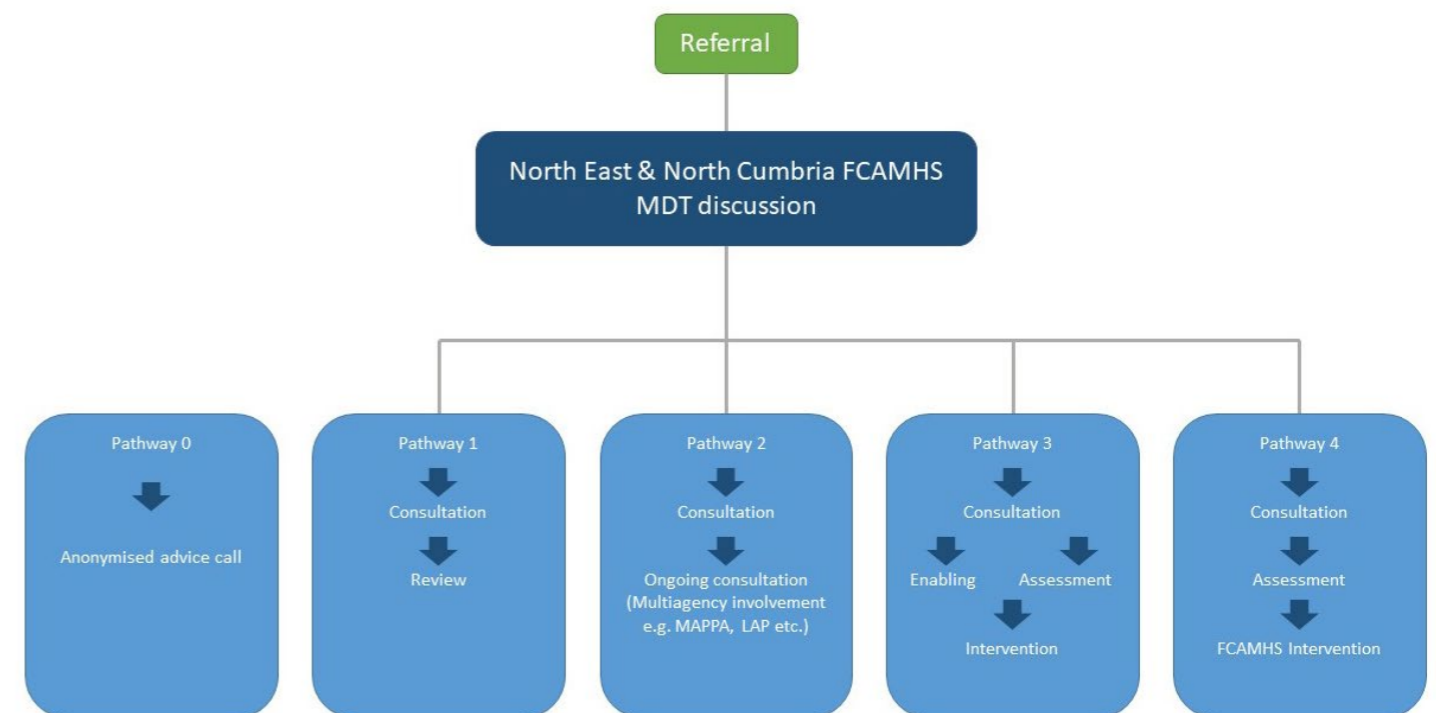 Referral
North East & North Cumbria FCAMHS
MDT discussion
Pathway 0
Anonymised advice call
Pathway 1
Consultation
Review
Pathway 2
Consultation
Ongoing consultation
(Multiagency involvement
e.g. MAPPA, LAP etc.)
Pathway 3
Consultation
Enabling
Assessment
Intervention
Pathway 4
Consultation
Assessment
FCAMHS Intervention